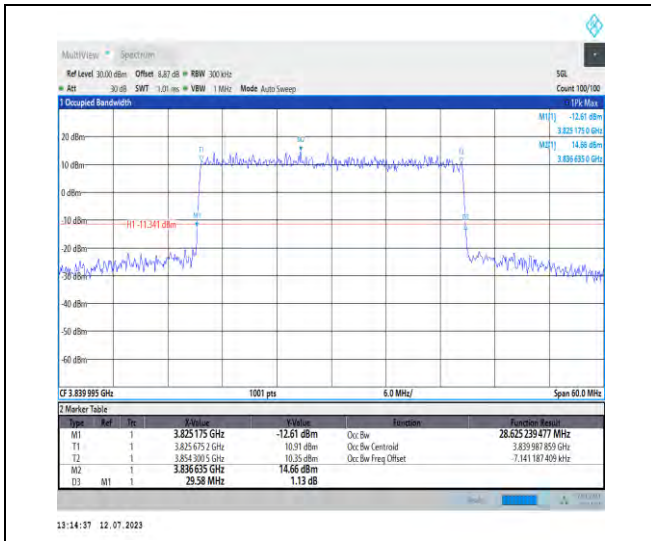 MultiView Spectrum
Ref Level 30.00 dBm Offset 8.87 dB RBW 300 kHz SGL
Att 30 dB SWT 1.01 ms VBW 1 MHz Mode Auto Sweep Count 100/100
1 Occupied Bandwidth 1Pk Max
M1[1] -12.61 dBm
3.825 175 0 GHz
M2[1] 14.66 dBm
3.836 635 0 GHz
20 dBm
M2
T1 T2
10 dBm
0 dBm
-10 dBm
M1
H1 -11.341 dBm
-20 dBm
-30 dBm
-40 dBm
-50 dBm
-60 dBm
CF 3.839 995 GHz 1001 pts 6.0 MHz/ Span 60.0 MHz
2 Marker Table
Type Ref Trc X-Value Y-Value Function Function Result
M1 1 3.825 175 GHz -12.61 dBm Occ Bw 28.625 239 477 MHz
T1 1 3.825 675 2 GHz 10.91 dBm Occ Bw Centroid 3.839 987 859 GHz
T2 1 3.854 300 5 GHz 10.35 dBm Occ Bw Freq Offset -7.141 187 409 kHz
M2 1 3.836 635 GHz 14.66 dBm
D3 M1 1 29.58 MHz 1.13 dB
13:14:37 12.07.2023